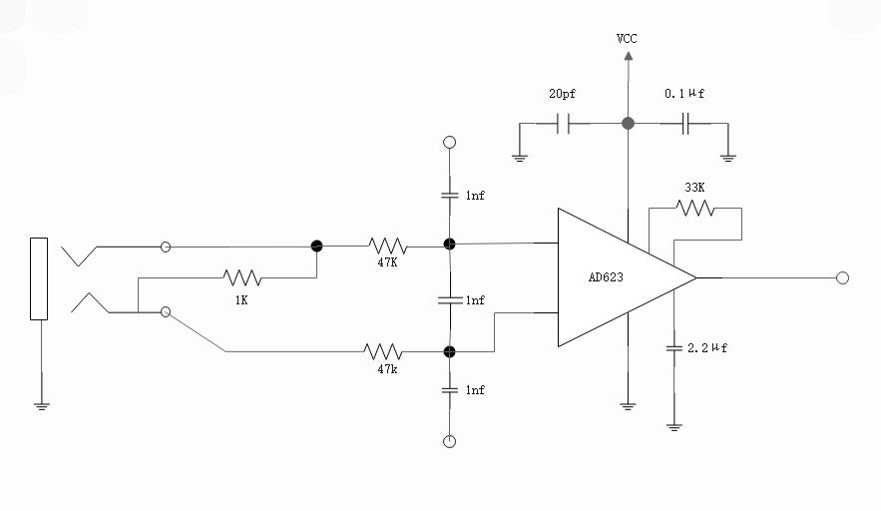 VCC
20pf
0.1μf
33K
1nf
47K
AD623
1K
1nf
2.2μf
47k
1nf